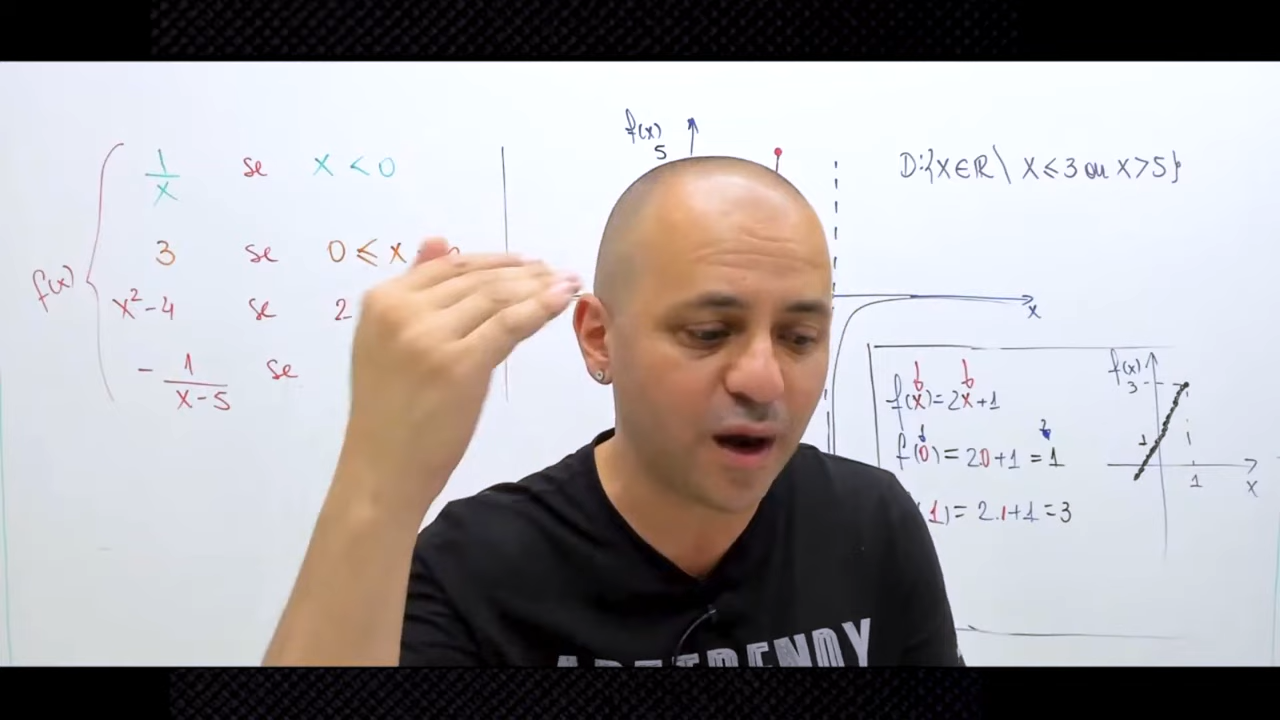 f(x)
1/x se x < 0
3 se 0 ≤ x
x²-4 se 2
- 1/(x-5) se
f(x)
5
x
D:{x∈ℝ \ x≤3 ou x>5}
f(x)=2x+1
f(0)=2.0+1=1
(1)=2.1+1=3
f(x)
3
1
1
x